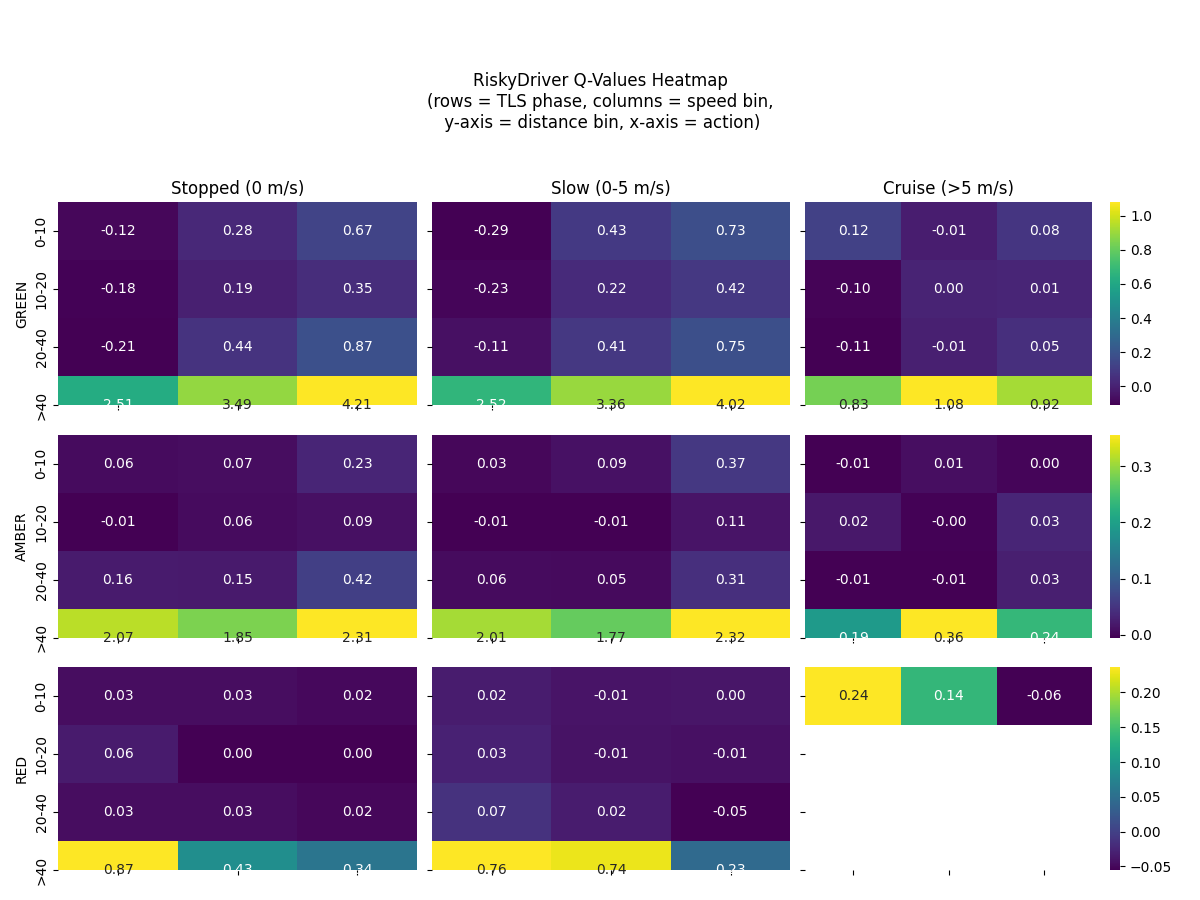 RiskyDriver Q-Values Heatmap
(rows = TLS phase, columns = speed bin,
y-axis = distance bin, x-axis = action)
Stopped (0 m/s) Slow (0-5 m/s) Cruise (>5 m/s)
GREEN
0-10 -0.12 0.28 0.67 -0.29 0.43 0.73 0.12 -0.01 0.08
10-20 -0.18 0.19 0.35 -0.23 0.22 0.42 -0.10 0.00 0.01
20-40 -0.21 0.44 0.87 -0.11 0.41 0.75 -0.11 -0.01 0.05
>40 2.51 3.49 4.21 2.52 3.36 4.02 0.83 1.08 0.92
1.0
0.8
0.6
0.4
0.2
0.0
AMBER
0-10 0.06 0.07 0.23 0.03 0.09 0.37 -0.01 0.01 0.00
10-20 -0.01 0.06 0.09 -0.01 -0.01 0.11 0.02 -0.00 0.03
20-40 0.16 0.15 0.42 0.06 0.05 0.31 -0.01 -0.01 0.03
>40 2.07 1.85 2.31 2.01 1.77 2.32 0.19 0.36 0.24
0.3
0.2
0.1
0.0
RED
0-10 0.03 0.03 0.02 0.02 -0.01 0.00 0.24 0.14 -0.06
10-20 0.06 0.00 0.00 0.03 -0.01 -0.01
20-40 0.03 0.03 0.02 0.07 0.02 -0.05
>40 0.87 0.43 0.34 0.76 0.74 0.23
0.20
0.15
0.10
0.05
0.00
−0.05